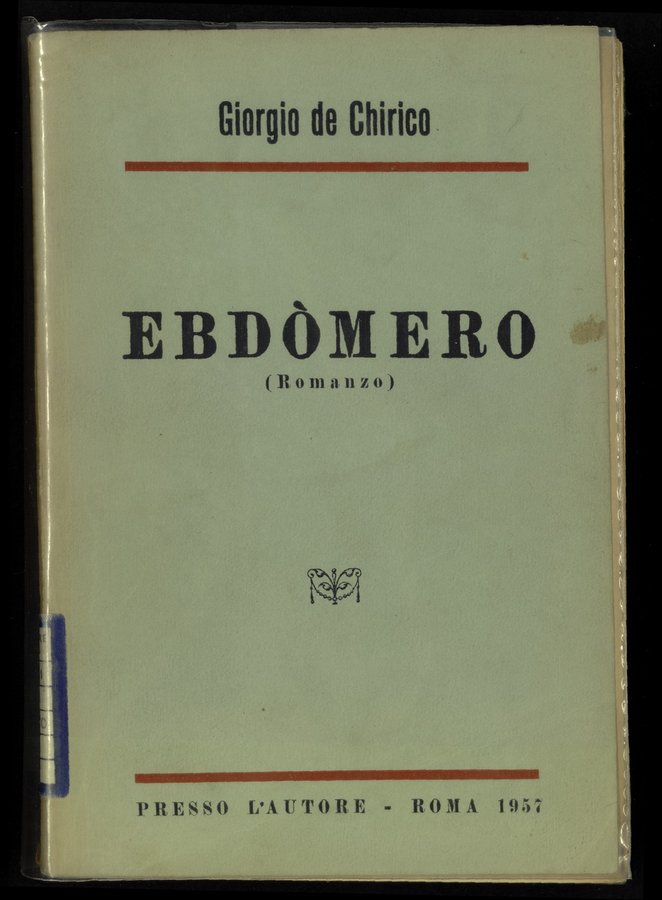 Giorgio de Chirico
EBDÒMERO
(Romanzo)
PRESSO L'AUTORE - ROMA 1957